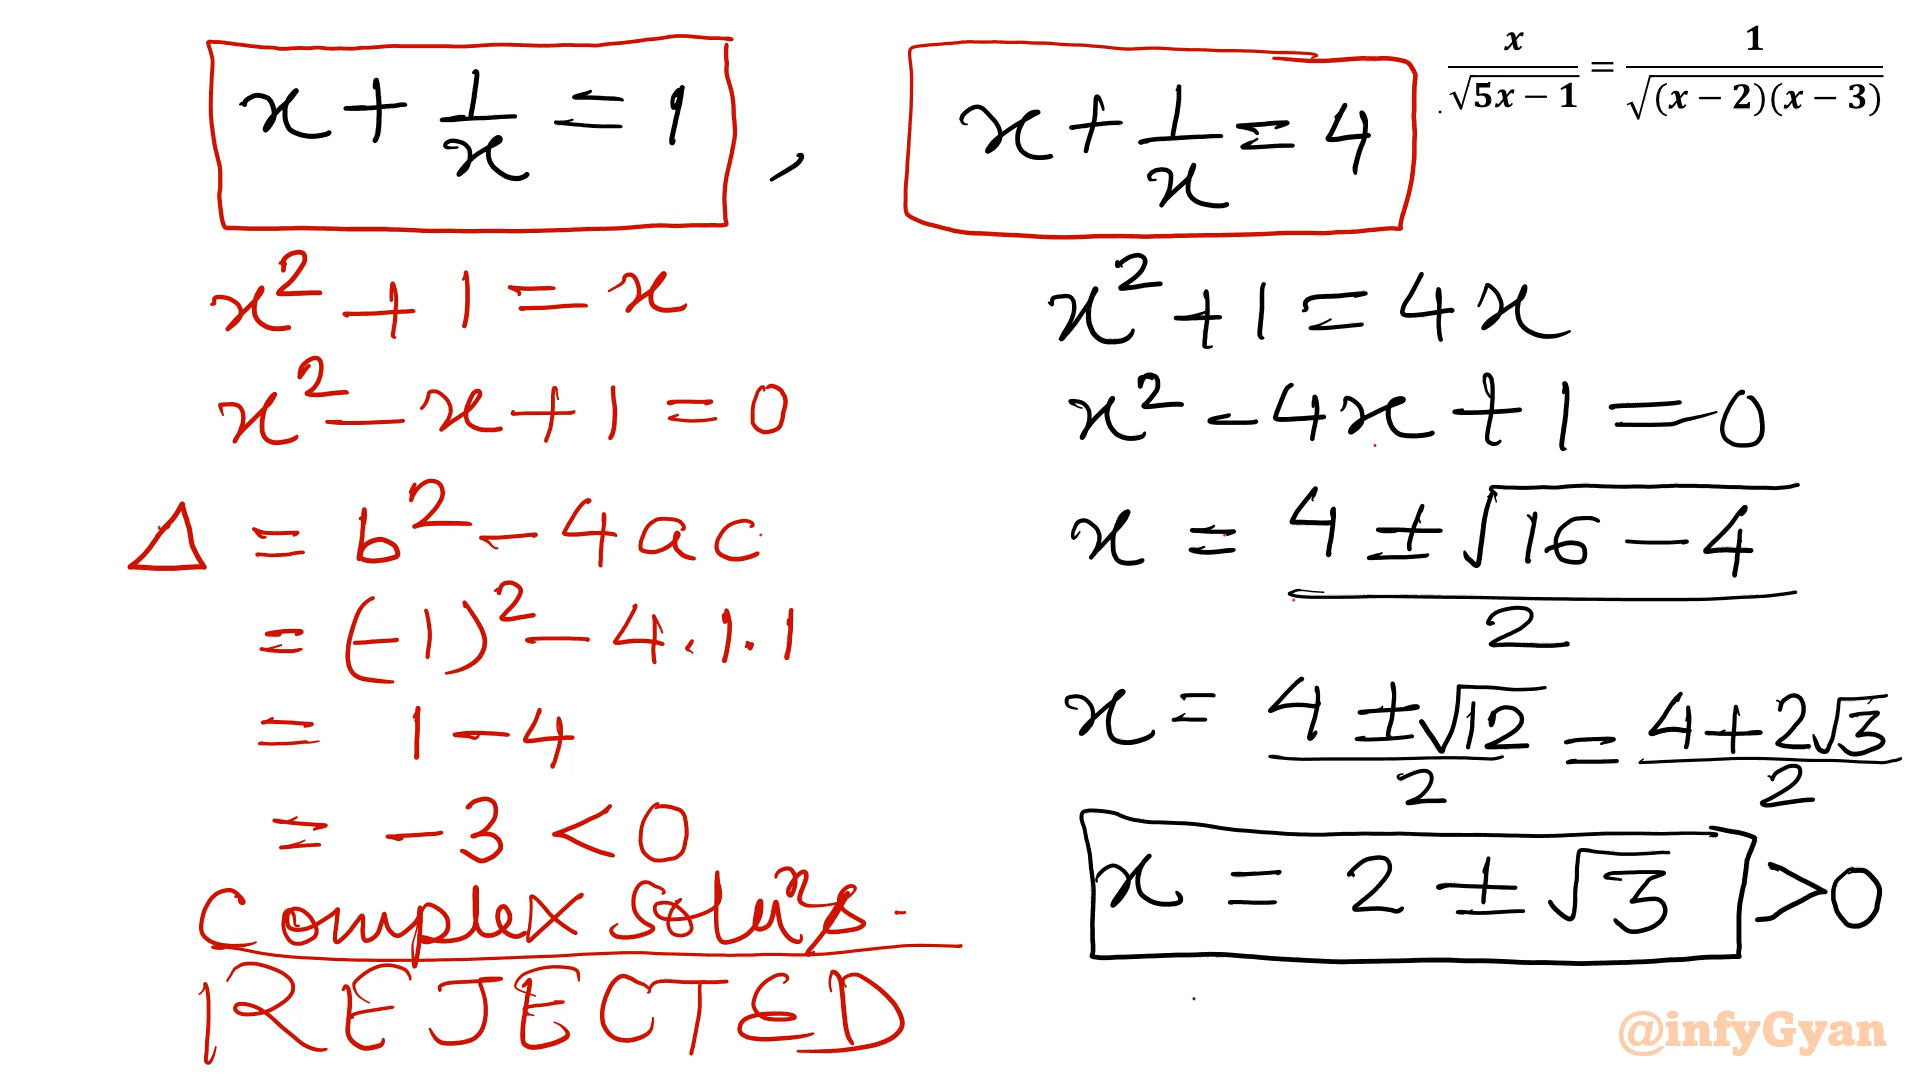 x + 1/x = 1 , x + 1/x = 4
x/√(5x − 1) = 1/√((x − 2)(x − 3))
x² + 1 = x
x² − x + 1 = 0
Δ = b² − 4ac
= (−1)² − 4.1.1
= 1 − 4
= −3 < 0
Complex soluⁿs.
REJECTED
x² + 1 = 4x
x² − 4x + 1 = 0
x = (4 ± √(16 − 4))/2
x = (4 ± √12)/2 = (4 + 2√3)/2
x = 2 ± √3 > 0
@infyGyan